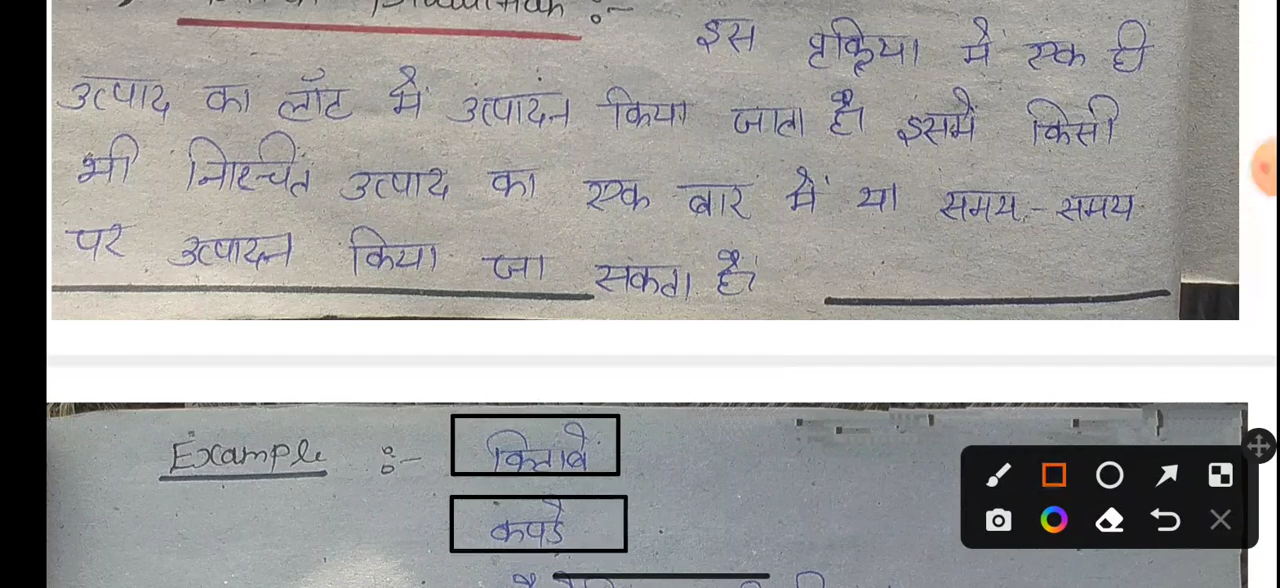 :-
इस प्रक्रिया में एक ही
उत्पाद का लॉट में उत्पादन किया जाता है। इसमें किसी
भी निश्चित उत्पाद का एक बार में या समय-समय
पर उत्पादन किया जा सकता है।
Example :- किताबें
कपडे